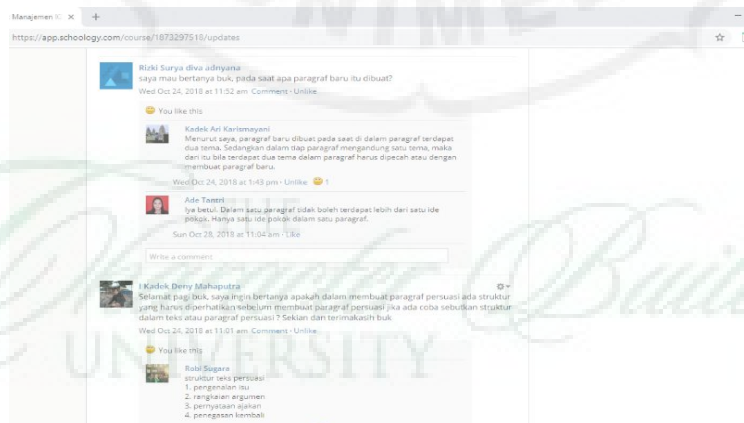 Manajemen K
https://app.schoology.com/course/1873297518/updates
Rizki Surya diva adnyana
saya mau bertanya buk, pada saat apa paragraf baru itu dibuat?
Wed Oct 24, 2018 at 11:52 am Comment · Unlike
You like this
Kadek Ari Karismayani
Menurut saya, paragraf baru dibuat pada saat di dalam paragraf terdapat
dua tema. Sedangkan dalam tiap paragraf mengandung satu tema, maka
dari itu bila terdapat dua tema dalam paragraf harus dipecah atau dengan
membuat paragraf baru.
Wed Oct 24, 2018 at 1:43 pm · Unlike 1
Ade Tantri
Iya betul. Dalam satu paragraf tidak boleh terdapat lebih dari satu ide
pokok. Hanya satu ide pokok dalam satu paragraf.
Sun Oct 28, 2018 at 11:04 am · Like
Write a comment
I Kadek Deny Mahaputra
Selamat pagi buk, saya ingin bertanya apakah dalam membuat paragraf persuasi ada struktur
yang harus diperhatikan sebelum membuat paragraf persuasi jika ada coba sebutkan struktur
dalam teks atau paragraf persuasi ? Sekian dan terimakasih buk
Wed Oct 24, 2018 at 11:01 am Comment · Unlike
You like this
Robi Sugara
struktur teks persuasi
1. pengenalan isu
2. rangkaian argumen
3. pernyataan ajakan
4. penegasan kembali
UNIVERSITY